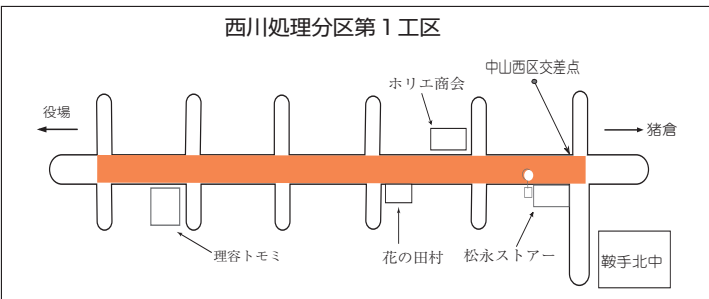 西川処理分区第1工区
中山西区交差点
ホリエ商会
役場
猪倉
理容トモミ
花の田村
松永ストアー
鞍手北中